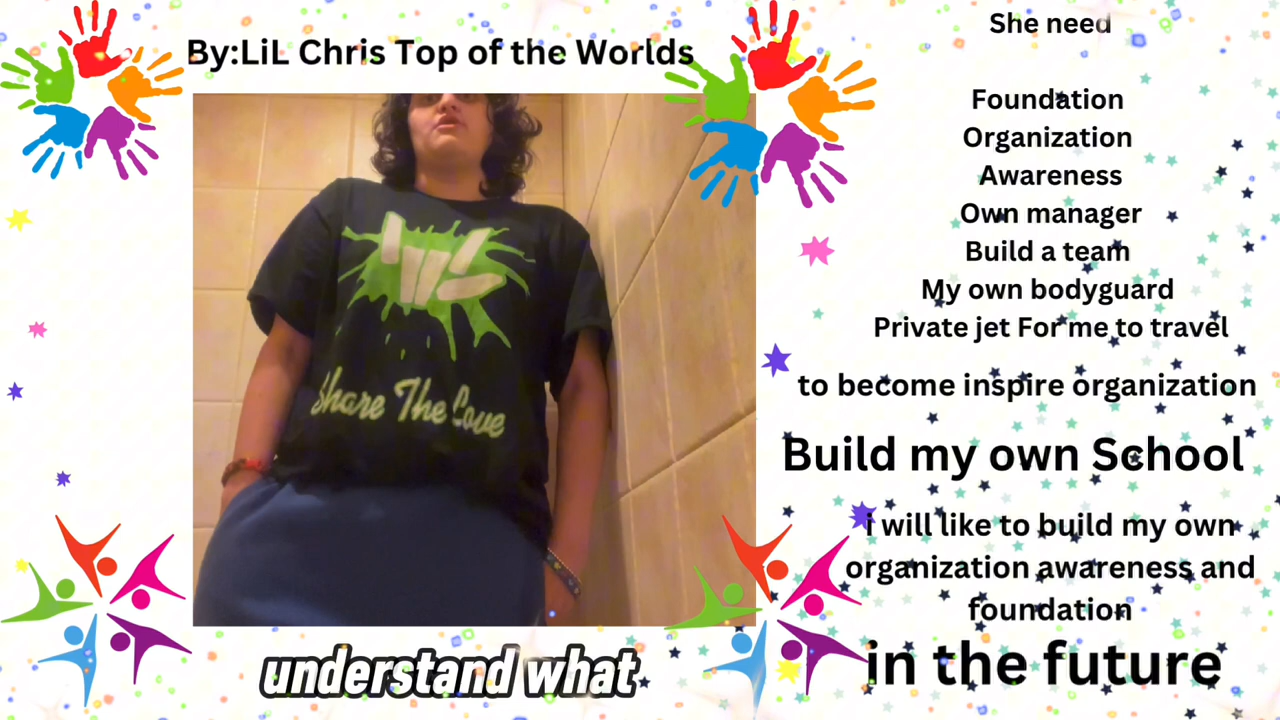 By:LiL Chris Top of the Worlds
Share The Love
understand what
She need
Foundation
Organization
Awareness
Own manager
Build a team
My own bodyguard
Private jet For me to travel
to become inspire organization
Build my own School
i will like to build my own
organization awareness and
foundation
in the future